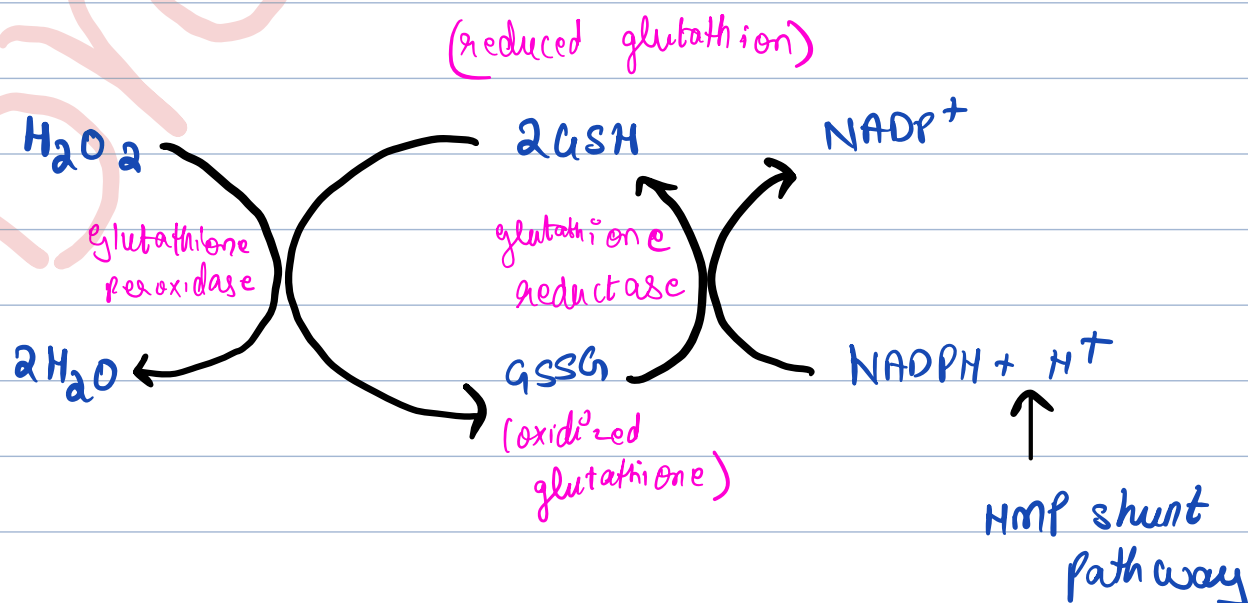 (reduced glutathion)
H2O2 2GSH NADP+
glutathione
peroxidase
glutathione
reductase
2H2O GSSG NADPH + H+
(oxidized
glutathione)
HMP shunt
pathway